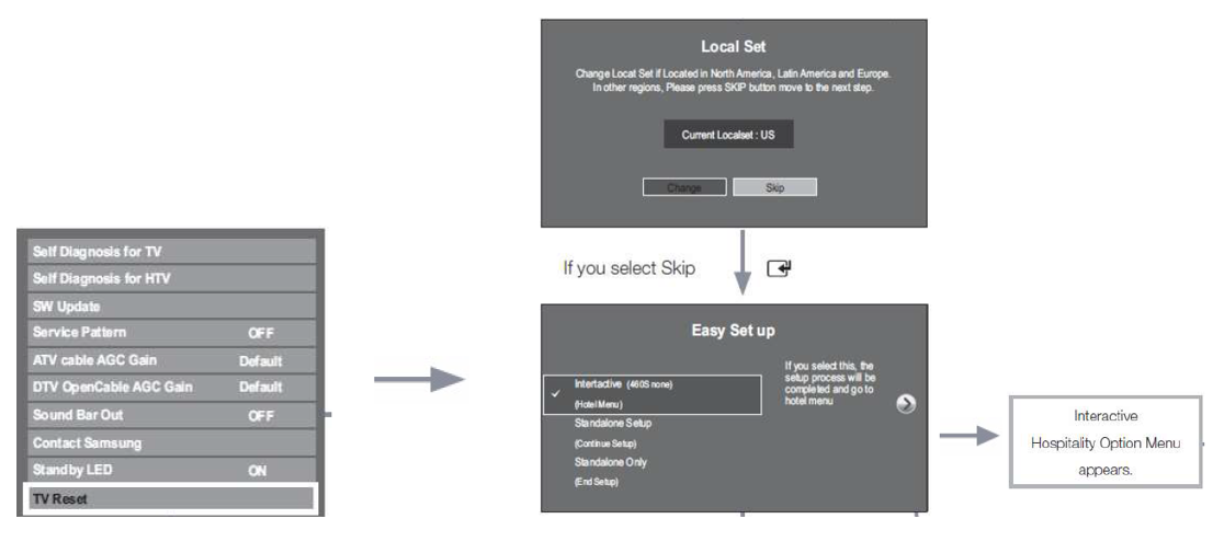 Self Diagnosis for TV
Self Diagnosis for HTV
SW Update
Service Pattern OFF
ATV cable AGC Gain Default
DTV OpenCable AGC Gain Default
Sound Bar Out OFF
Contact Samsung
Standby LED ON
TV Reset
Local Set
Change Local Set if Located in North America, Latin America and Europe.
In other regions, Please press SKIP button move to the next step.
Current Localset : US
Change Skip
If you select Skip
Easy Set up
Intertactive (460S none)
(Hotel Menu)
Standalone Setup
(Continue Setup)
Standalone Only
(End Setup)
If you select this, the
setup process will be
completed and go to
hotel menu
Interactive
Hospitality Option Menu
appears.